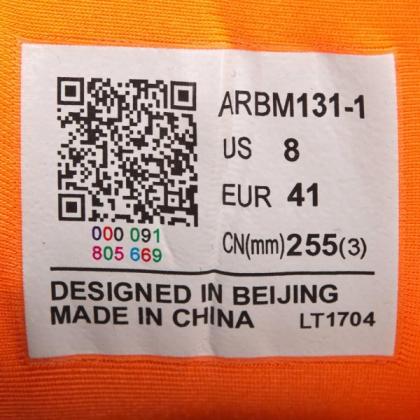 ARBM131-1
US 8
EUR 41
CN(mm)255(3)
000 091
805 669
DESIGNED IN BEIJING
MADE IN CHINA LT1704